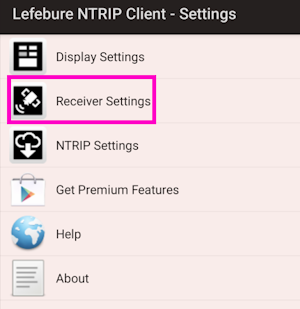 Lefebure NTRIP Client - Settings
Display Settings
Receiver Settings
NTRIP Settings
Get Premium Features
Help
About